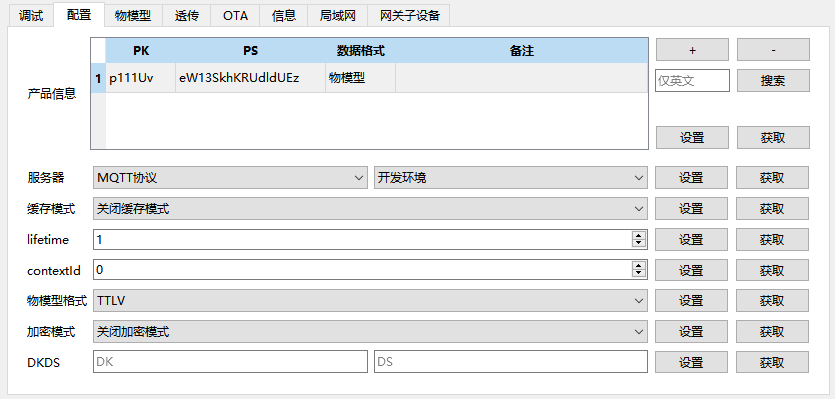 调试 配置 物模型 透传 OTA 信息 局域网 网关子设备
PK PS 数据格式 备注 + -
1 p111Uv eW13SkhKRUdldUEz 物模型 仅英文 搜索
产品信息
设置 获取
服务器 MQTT协议 开发环境 设置 获取
缓存模式 关闭缓存模式 设置 获取
lifetime 1 设置 获取
contextId 0 设置 获取
物模型格式 TTLV 设置 获取
加密模式 关闭加密模式 设置 获取
DKDS DK DS 设置 获取